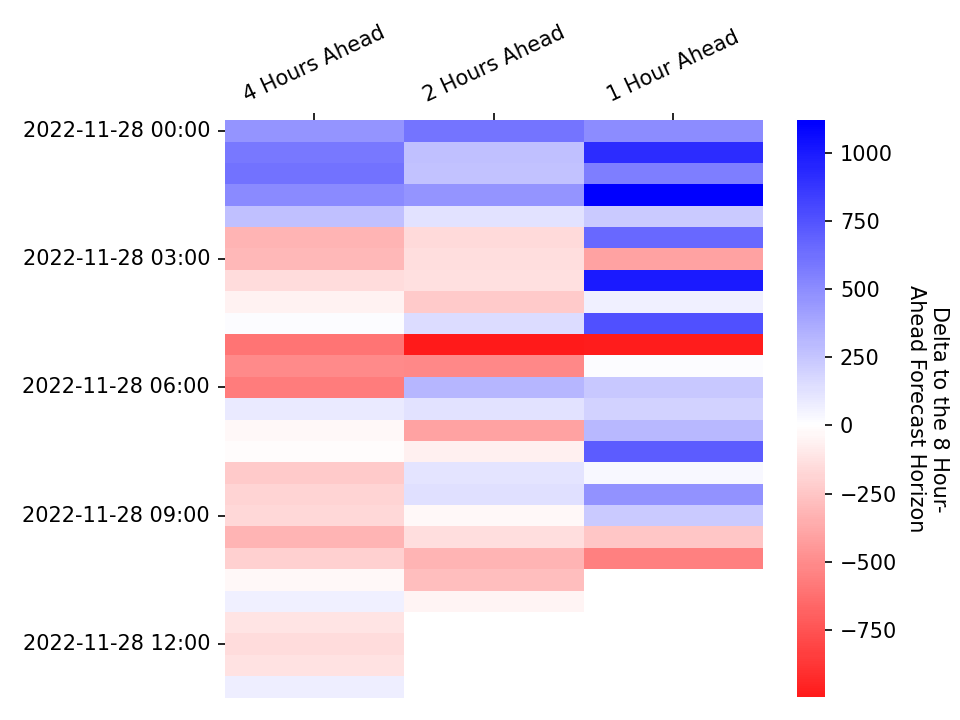 4 Hours Ahead
2 Hours Ahead
1 Hour Ahead
2022-11-28 00:00
2022-11-28 03:00
2022-11-28 06:00
2022-11-28 09:00
2022-11-28 12:00
1000
750
500
250
0
−250
−500
−750
Delta to the 8 Hour-
Ahead Forecast Horizon